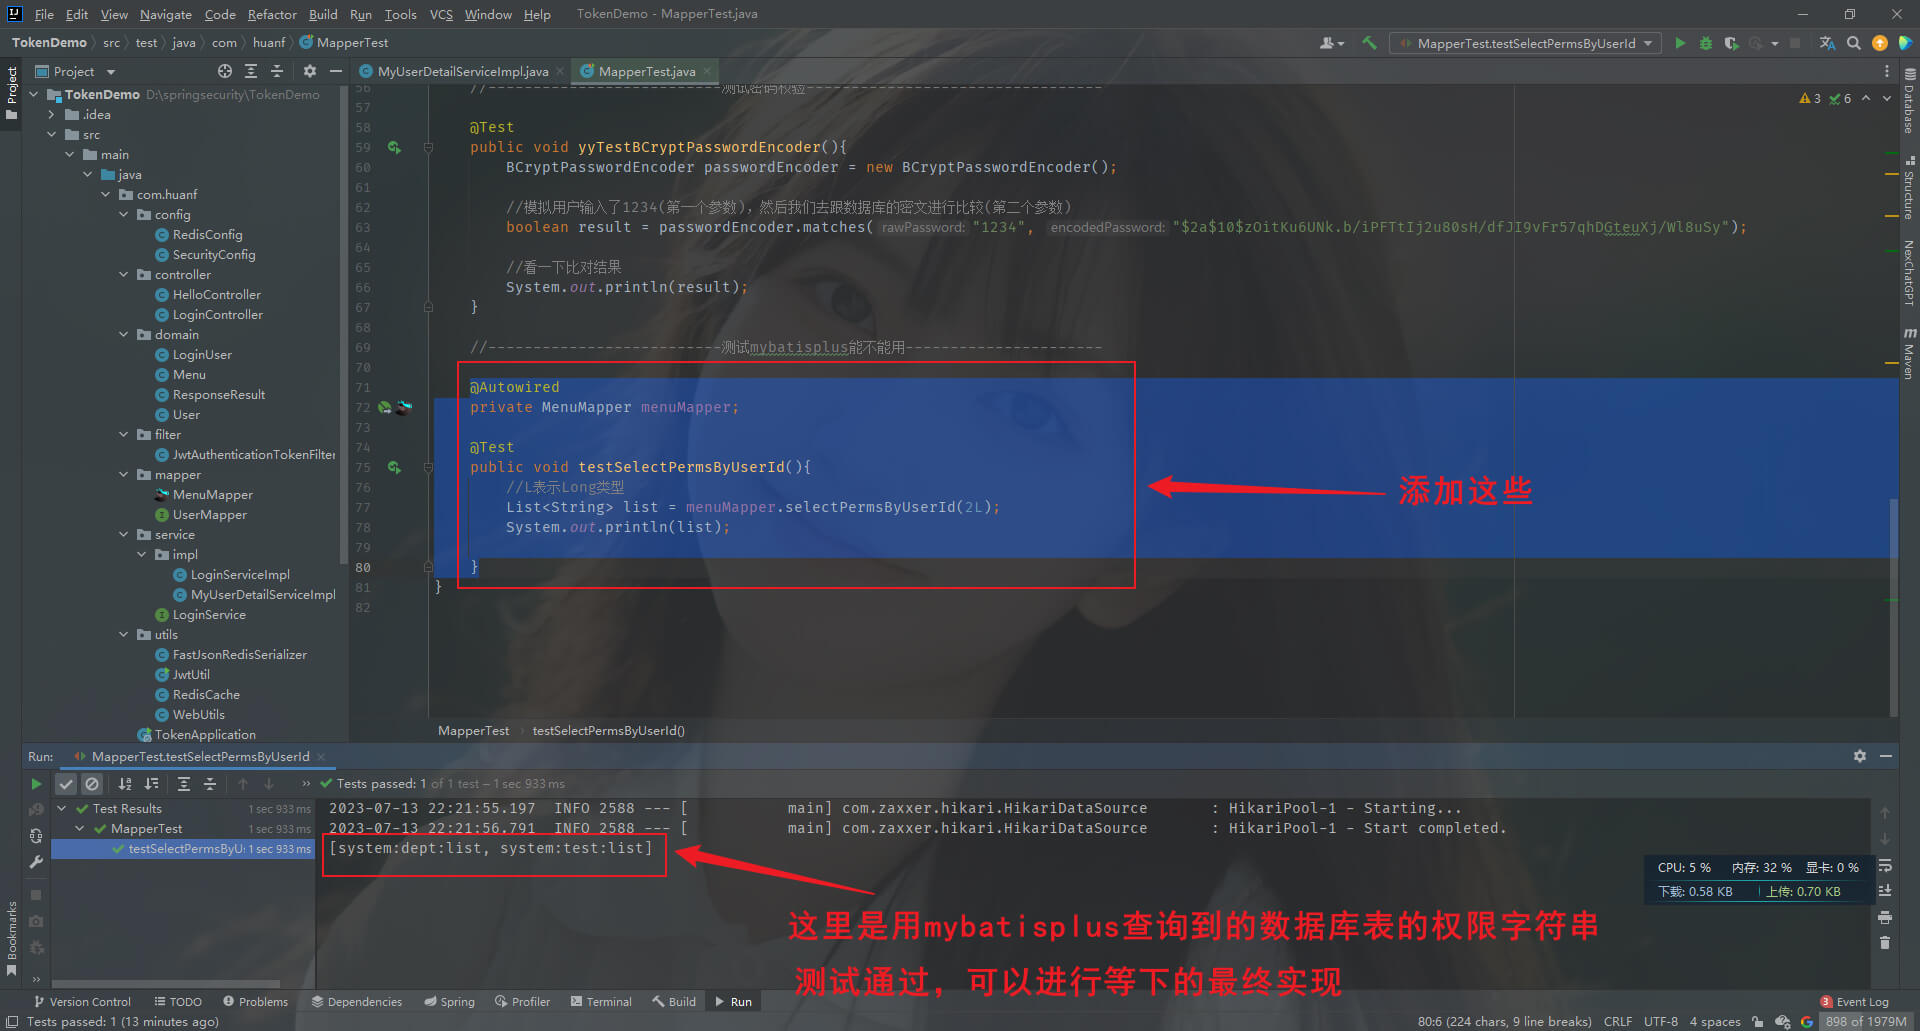 File Edit View Navigate Code Refactor Build Run Tools VCS Window Help TokenDemo - MapperTest.java
TokenDemo src test java com huanf MapperTest
MapperTest.testSelectPermsByUserId
Project
MyUserDetailServiceImpl.java MapperTest.java
Project
TokenDemo D:\springsecurity\TokenDemo
.idea
src
main
java
com.huanf
config
RedisConfig
SecurityConfig
controller
HelloController
LoginController
domain
LoginUser
Menu
ResponseResult
User
filter
JwtAuthenticationTokenFilter
mapper
MenuMapper
UserMapper
service
impl
LoginServiceImpl
MyUserDetailServiceImpl
LoginService
utils
FastJsonRedisSerializer
JwtUtil
RedisCache
WebUtils
TokenApplication
3 6
56 //--------------------------测试密码校验------------------------------
57
58 @Test
59 public void yyTestBCryptPasswordEncoder(){
60 BCryptPasswordEncoder passwordEncoder = new BCryptPasswordEncoder();
61
62 //模拟用户输入了1234(第一个参数), 然后我们去跟数据库的密文进行比较(第二个参数)
63 boolean result = passwordEncoder.matches( rawPassword: "1234", encodedPassword: "$2a$10$zOitKu6UNk.b/iPFTtIj2u80sH/dfJI9vFr57qhDGteuXj/Wl8uSy");
64
65 //看一下比对结果
66 System.out.println(result);
67 }
68
69 //--------------------------测试mybatisplus能不能用----------------------
70
71 @Autowired
72 private MenuMapper menuMapper;
73
74 @Test
75 public void testSelectPermsByUserId(){
76 //L表示Long类型
77 List<String> list = menuMapper.selectPermsByUserId(2L);
78 System.out.println(list);
79
80 }
81 }
82
添加这些
Database
Structure
NexChatGPT
Maven
MapperTest testSelectPermsByUserId()
Run: MapperTest.testSelectPermsByUserId
Tests passed: 1 of 1 test – 1 sec 933 ms
Test Results 1 sec 933 ms
MapperTest 1 sec 933 ms
testSelectPermsByU: 1 sec 933 ms
2023-07-13 22:21:55.197 INFO 2588 --- [ main] com.zaxxer.hikari.HikariDataSource : HikariPool-1 - Starting...
2023-07-13 22:21:56.791 INFO 2588 --- [ main] com.zaxxer.hikari.HikariDataSource : HikariPool-1 - Start completed.
[system:dept:list, system:test:list]
CPU: 5 % 内存: 32 % 显卡: 0 %
下载: 0.58 KB 上传: 0.70 KB
这里是用mybatisplus查询到的数据库表的权限字符串
测试通过，可以进行等下的最终实现
Bookmarks
Version Control TODO Problems Dependencies Spring Profiler Terminal Build Run 3 Event Log
Tests passed: 1 (13 minutes ago) 80:6 (224 chars, 9 line breaks) CRLF UTF-8 4 spaces 898 of 1979M